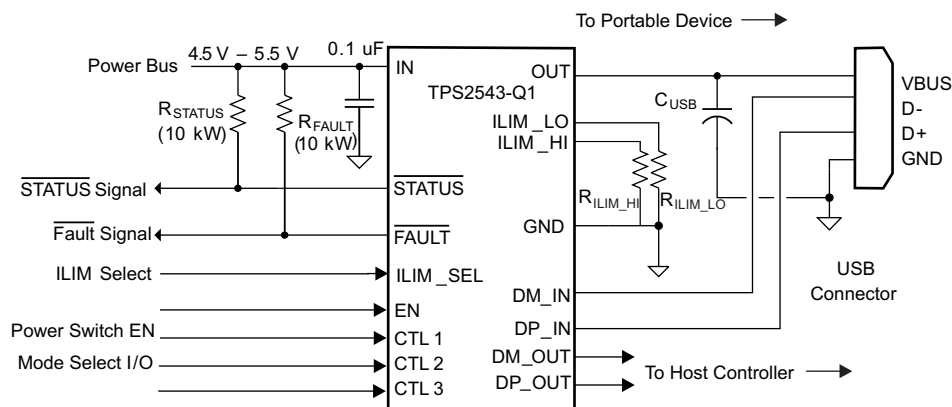 To Portable Device
4.5 V – 5.5 V
0.1 uF
Power Bus
IN
OUT
TPS2543-Q1
VBUS
D-
D+
GND
RSTATUS
(10 kW)
RFAULT
(10 kW)
CUSB
ILIM_LO
ILIM_HI
RILIM_HI
RILIM_LO
STATUS Signal
STATUS
GND
Fault Signal
FAULT
USB
Connector
ILIM Select
ILIM_SEL
DM_IN
EN
DP_IN
Power Switch EN
CTL 1
Mode Select I/O
CTL 2
DM_OUT
To Host Controller
CTL 3
DP_OUT